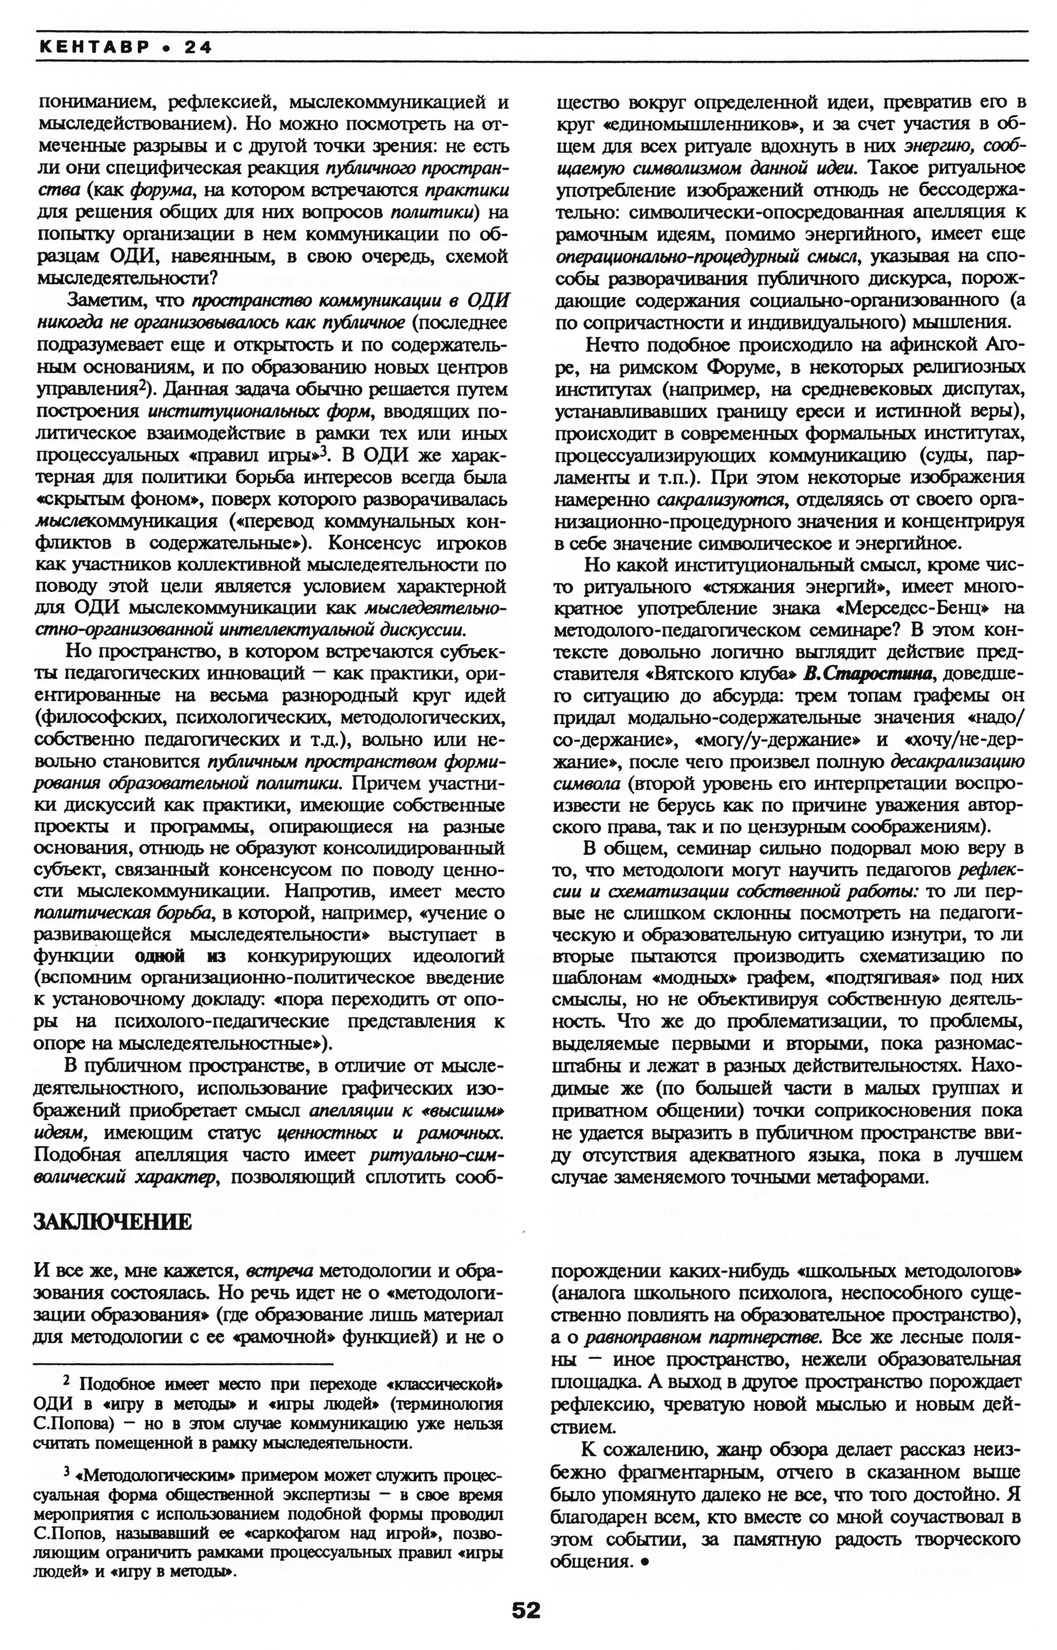 КЕНТАВР • 24
пониманием, рефлексией, мыслекоммуникацией и
мыследействованием). Но можно посмотреть на от-
меченные разрывы и с другой точки зрения: не есть
ли они специфическая реакция публичного простран-
ства (как форума, на котором встречаются практики
для решения общих для них вопросов политики) на
попытку организации в нем коммуникации по об-
разцам ОДИ, навеянным, в свою очередь, схемой
мыследеятельности?
Заметим, что пространство коммуникации в ОДИ
никогда не организовывалось как публичное (последнее
подразумевает еще и открытость и по содержатель-
ным основаниям, и по образованию новых центров
управления²). Данная задача обычно решается путем
построения институциональных форм, вводящих по-
литическое взаимодействие в рамки тех или иных
процессуальных «правил игры»³. В ОДИ же харак-
терная для политики борьба интересов всегда была
«скрытым фоном», поверх которого разворачивалась
мыслекоммуникация («перевод коммунальных кон-
фликтов в содержательные»). Консенсус игроков
как участников коллективной мыследеятельности по
поводу этой цели является условием характерной
для ОДИ мыслекоммуникации как мыследеятельно-
стно-организованной интеллектуальной дискуссии.
Но пространство, в котором встречаются субъек-
ты педагогических инноваций — как практики, ори-
ентированные на весьма разнородный круг идей
(философских, психологических, методологических,
собственно педагогических и т.д.), вольно или не-
вольно становится публичным пространством форми-
рования образовательной политики. Причем участни-
ки дискуссий как практики, имеющие собственные
проекты и программы, опирающиеся на разные
основания, отнюдь не образуют консолидированный
субъект, связанный консенсусом по поводу ценно-
сти мыслекоммуникации. Напротив, имеет место
политическая борьба, в которой, например, «учение о
развивающейся мыследеятельности» выступает в
функции одной из конкурирующих идеологий
(вспомним организационно-политическое введение
к установочному докладу: «пора переходить от опо-
ры на психолого-педагические представления к
опоре на мыследеятельностные»).
В публичном пространстве, в отличие от мысле-
деятельностного, использование графических изо-
бражений приобретает смысл апелляции к «высшим»
идеям, имеющим статус ценностных и рамочных.
Подобная апелляция часто имеет ритуально-сим-
волический характер, позволяющий сплотить сооб-
щество вокруг определенной идеи, превратив его в
круг «единомышленников», и за счет участия в об-
щем для всех ритуале вдохнуть в них энергию, сооб-
щаемую символизмом данной идеи. Такое ритуальное
употребление изображений отнюдь не бессодержа-
тельно: символически-опосредованная апелляция к
рамочным идеям, помимо энергийного, имеет еще
операционально-процедурный смысл, указывая на спо-
собы разворачивания публичного дискурса, порож-
дающие содержания социально-организованного (а
по сопричастности и индивидуального) мышления.
Нечто подобное происходило на афинской Аго-
ре, на римском Форуме, в некоторых религиозных
институтах (например, на средневековых диспутах,
устанавливавших границу ереси и истинной веры),
происходит в современных формальных институтах,
процессуализирующих коммуникацию (суды, пар-
ламенты и т.п.). При этом некоторые изображения
намеренно сакрализуются, отделяясь от своего орга-
низационно-процедурного значения и концентрируя
в себе значение символическое и энергийное.
Но какой институциональный смысл, кроме чис-
то ритуального «стяжания энергий», имеет много-
кратное употребление знака «Мерседес-Бенц» на
методолого-педагогическом семинаре? В этом кон-
тексте довольно логично выглядит действие пред-
ставителя «Вятского клуба» В.Старостина, доведше-
го ситуацию до абсурда: трем топам графемы он
придал модально-содержательные значения «надо/
со-держание», «могу/у-держание» и «хочу/не-дер-
жание», после чего произвел полную десакрализацию
символа (второй уровень его интерпретации воспро-
извести не берусь как по причине уважения автор-
ского права, так и по цензурным соображениям).
В общем, семинар сильно подорвал мою веру в
то, что методологи могут научить педагогов рефлек-
сии и схематизации собственной работы: то ли пер-
вые не слишком склонны посмотреть на педагоги-
ческую и образовательную ситуацию изнутри, то ли
вторые пытаются производить схематизацию по
шаблонам «модных» графем, «подтягивая» под них
смыслы, но не объективируя собственную деятель-
ность. Что же до проблематизации, то проблемы,
выделяемые первыми и вторыми, пока разномас-
штабны и лежат в разных действительностях. Нахо-
димые же (по большей части в малых группах и
приватном общении) точки соприкосновения пока
не удается выразить в публичном пространстве вви-
ду отсутствия адекватного языка, пока в лучшем
случае заменяемого точными метафорами.
ЗАКЛЮЧЕНИЕ
И все же, мне кажется, встреча методологии и обра-
зования состоялась. Но речь идет не о «методологи-
зации образования» (где образование лишь материал
для методологии с ее «рамочной» функцией) и не о
порождении каких-нибудь «школьных методологов»
(аналога школьного психолога, неспособного суще-
ственно повлиять на образовательное пространство),
а о равноправном партнерстве. Все же лесные поля-
ны — иное пространство, нежели образовательная
площадка. А выход в другое пространство порождает
рефлексию, чреватую новой мыслью и новым дей-
ствием.
К сожалению, жанр обзора делает рассказ неиз-
бежно фрагментарным, отчего в сказанном выше
было упомянуто далеко не все, что того достойно. Я
благодарен всем, кто вместе со мной соучаствовал в
этом событии, за памятную радость творческого
общения. •
² Подобное имеет место при переходе «классической»
ОДИ в «игру в методы» и «игры людей» (терминология
С.Попова) — но в этом случае коммуникацию уже нельзя
считать помещенной в рамку мыследеятельности.
³ «Методологическим» примером может служить процес-
суальная форма общественной экспертизы — в свое время
мероприятия с использованием подобной формы проводил
С.Попов, называвший ее «саркофагом над игрой», позво-
ляющим ограничить рамками процессуальных правил «игры
людей» и «игру в методы».
52